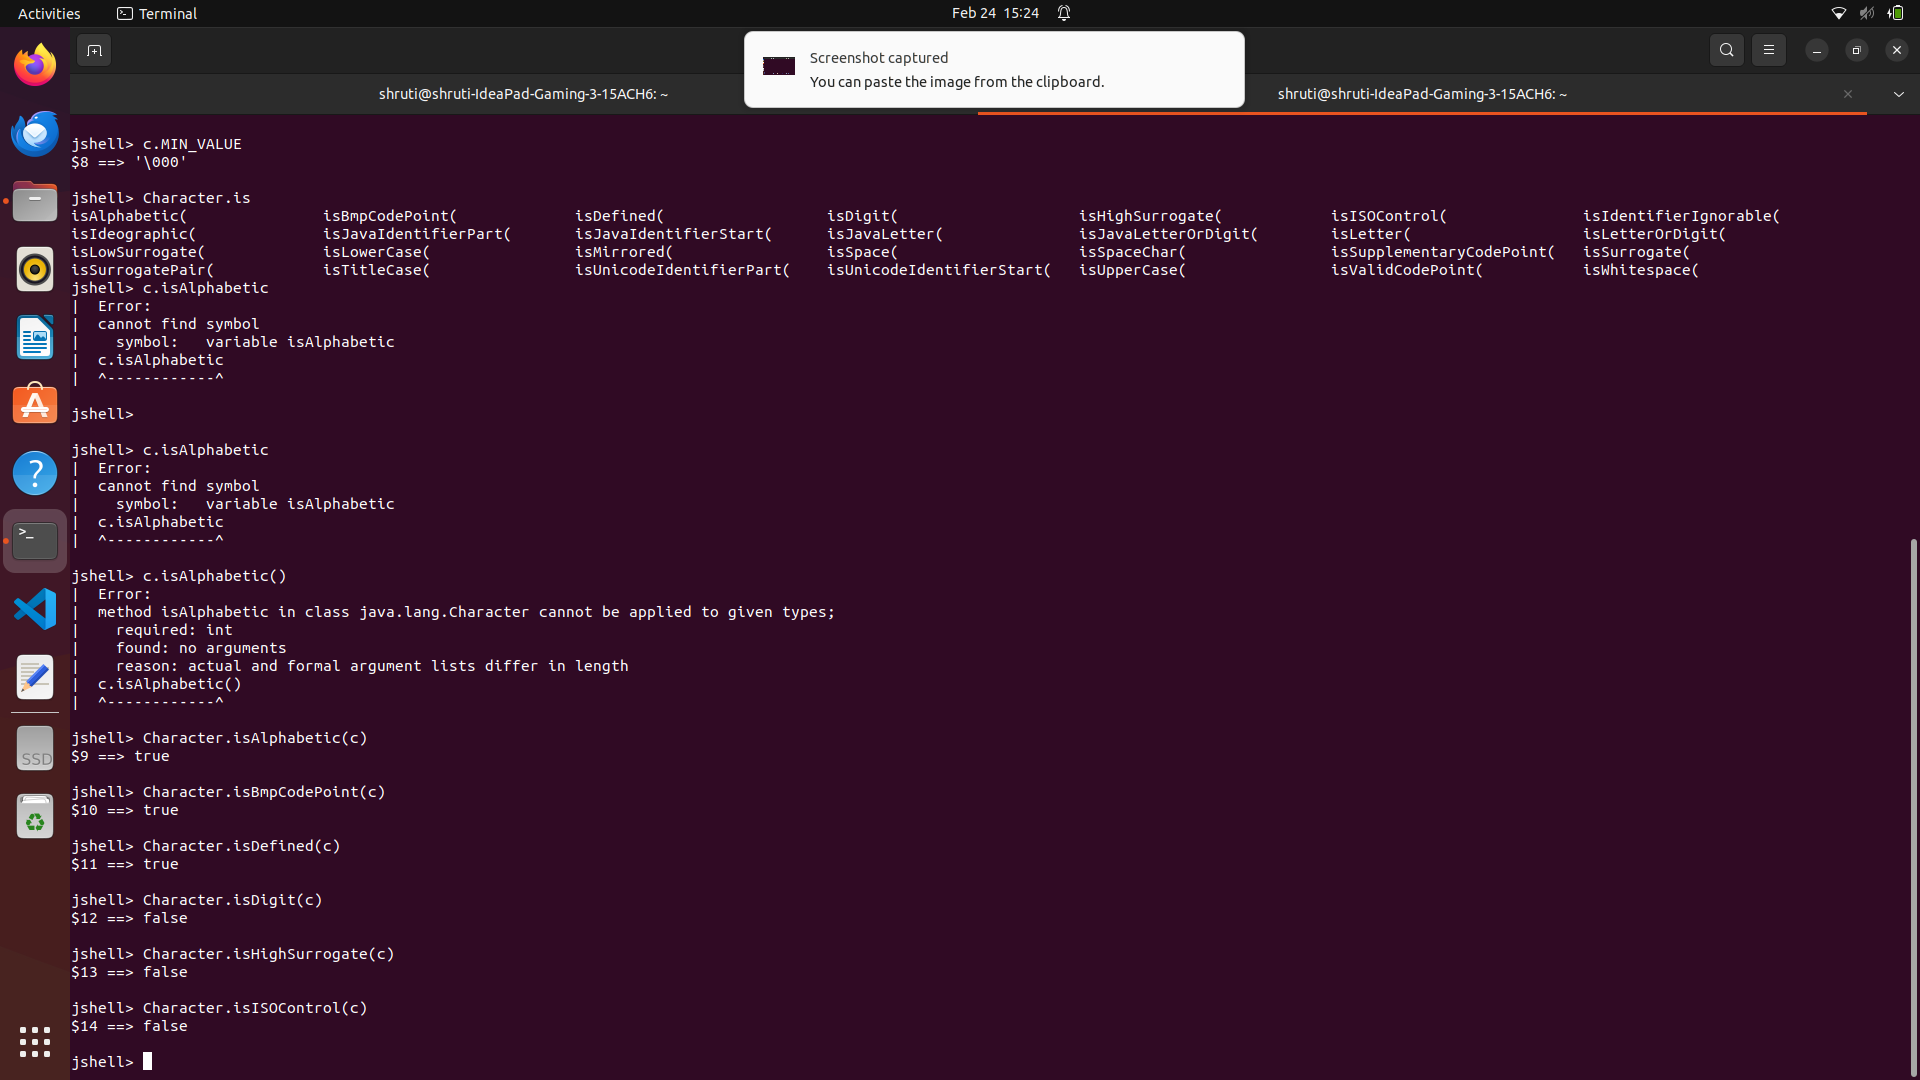 Activities
Terminal
Feb 24 15:24
Screenshot captured
You can paste the image from the clipboard.
shruti@shruti-IdeaPad-Gaming-3-15ACH6: ~
shruti@shruti-IdeaPad-Gaming-3-15ACH6: ~
jshell> c.MIN_VALUE
$8 ==> '\000'
jshell> Character.is
isAlphabetic( isBmpCodePoint( isDefined( isDigit( isHighSurrogate( isISOControl( isIdentifierIgnorable(
isIdeographic( isJavaIdentifierPart( isJavaIdentifierStart( isJavaLetter( isJavaLetterOrDigit( isLetter( isLetterOrDigit(
isLowSurrogate( isLowerCase( isMirrored( isSpace( isSpaceChar( isSupplementaryCodePoint( isSurrogate(
isSurrogatePair( isTitleCase( isUnicodeIdentifierPart( isUnicodeIdentifierStart( isUpperCase( isValidCodePoint( isWhitespace(
jshell> c.isAlphabetic
|  Error:
|  cannot find symbol
|    symbol:   variable isAlphabetic
|  c.isAlphabetic
|  ^------------^
jshell>
jshell> c.isAlphabetic
|  Error:
|  cannot find symbol
|    symbol:   variable isAlphabetic
|  c.isAlphabetic
|  ^------------^
jshell> c.isAlphabetic()
|  Error:
|  method isAlphabetic in class java.lang.Character cannot be applied to given types;
|    required: int
|    found: no arguments
|    reason: actual and formal argument lists differ in length
|  c.isAlphabetic()
|  ^------------^
jshell> Character.isAlphabetic(c)
$9 ==> true
jshell> Character.isBmpCodePoint(c)
$10 ==> true
jshell> Character.isDefined(c)
$11 ==> true
jshell> Character.isDigit(c)
$12 ==> false
jshell> Character.isHighSurrogate(c)
$13 ==> false
jshell> Character.isISOControl(c)
$14 ==> false
jshell>
SSD